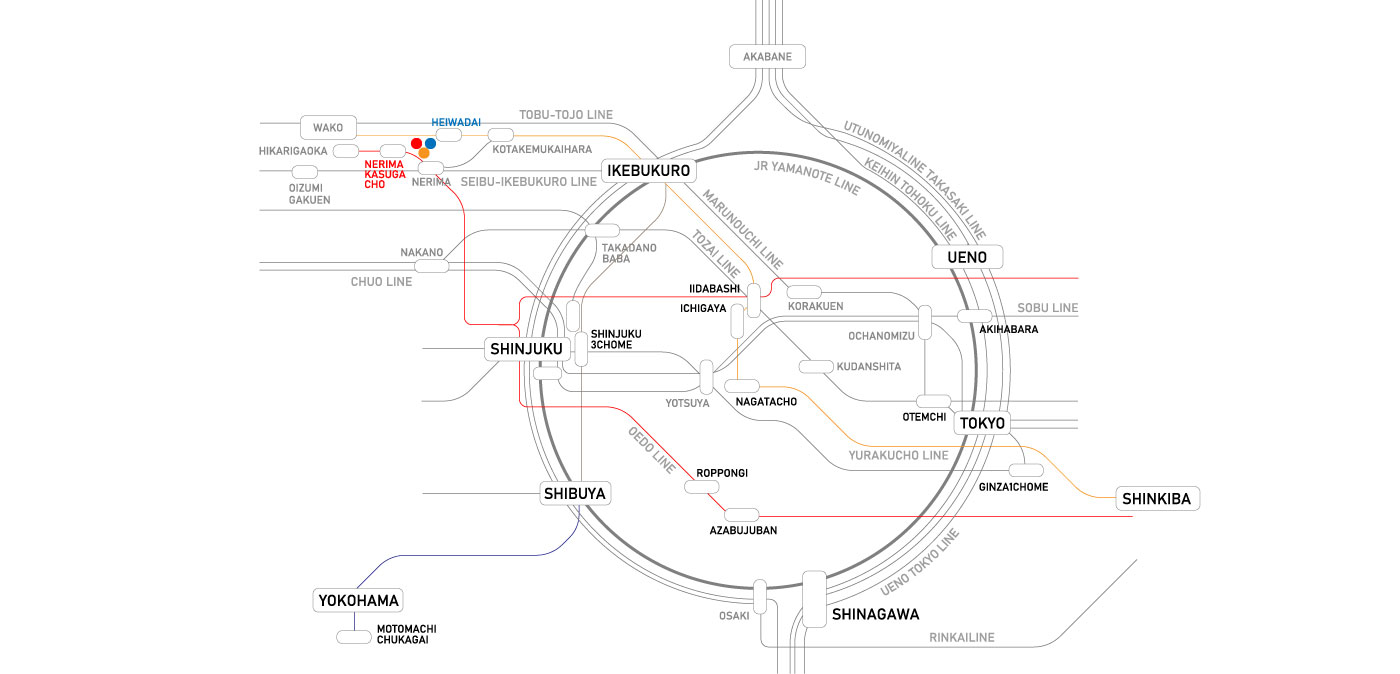 AKABANE
TOBU-TOJO LINE
HEIWADAI
WAKO
UTUNOMIYALINE TAKASAKI LINE
HIKARIGAOKA
KOTAKEMUKAIHARA
KEIHIN TOHOKU LINE
NERIMA
KASUGA
CHO
NERIMA
SEIBU-IKEBUKURO LINE
IKEBUKURO
JR YAMANOTE LINE
OIZUMI
GAKUEN
MARUNOUCHI LINE
TOZAI LINE
NAKANO
TAKADANO
BABA
UENO
CHUO LINE
IIDABASHI
ICHIGAYA
KORAKUEN
SOBU LINE
OCHANOMIZU
AKIHABARA
SHINJUKU
SHINJUKU
3CHOME
KUDANSHITA
YOTSUYA
NAGATACHO
OTEMCHI
TOKYO
OEDO LINE
YURAKUCHO LINE
ROPPONGI
GINZA1CHOME
SHINKIBA
SHIBUYA
AZABUJUBAN
UENO TOKYO LINE
YOKOHAMA
OSAKI
SHINAGAWA
MOTOMACHI
CHUKAGAI
RINKAILINE